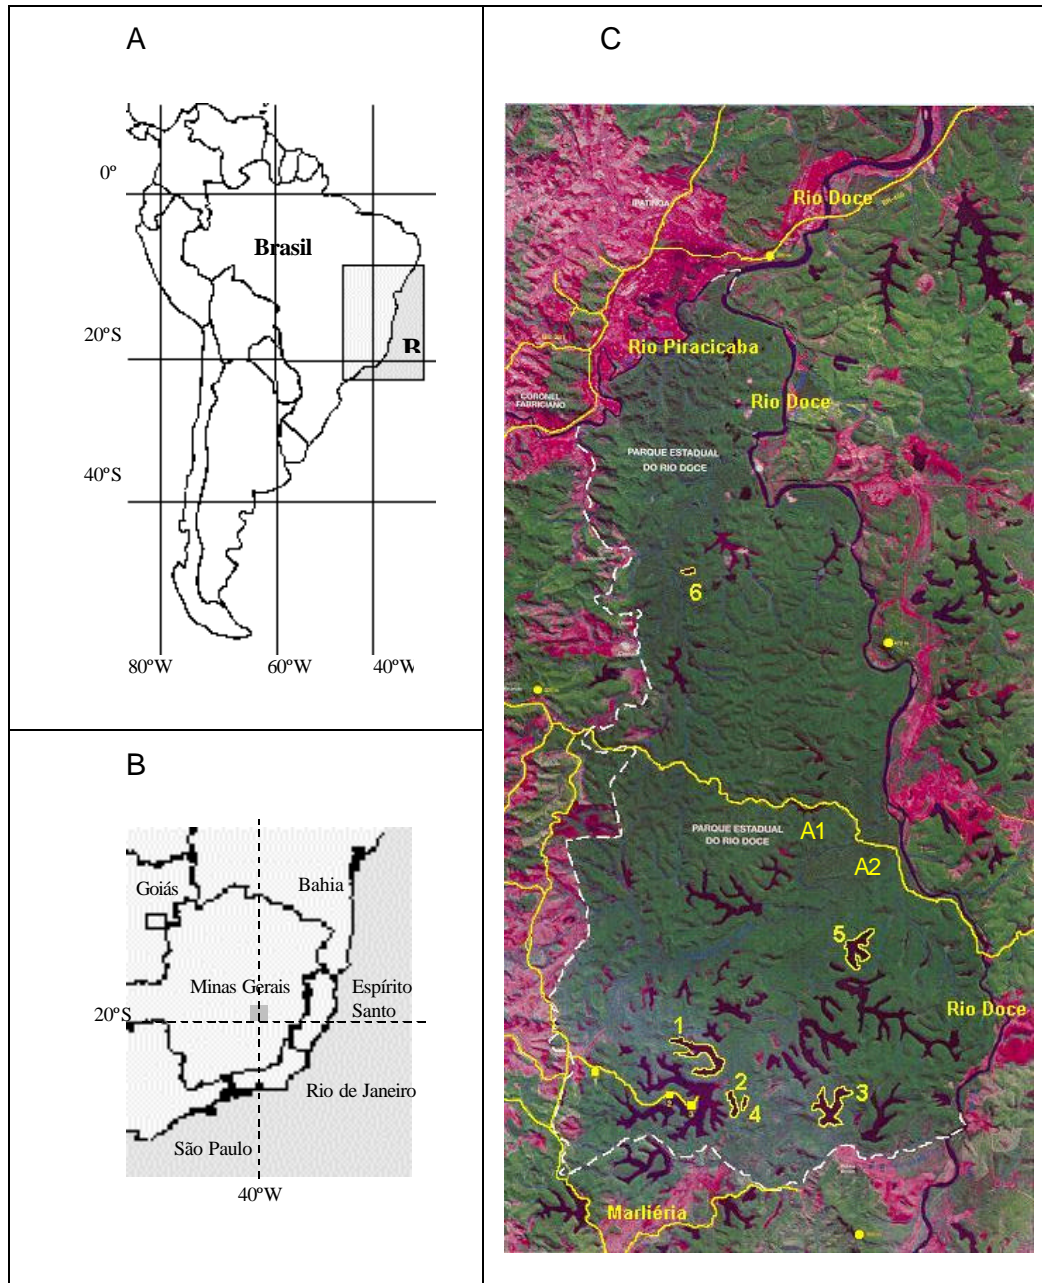 A
0º
Brasil
20ºS
B
40ºS
80ºW
60ºW
40ºW
B
Goiás
Bahia
Minas Gerais
Espírito
Santo
20ºS
Rio de Janeiro
São Paulo
40ºW
C
Rio Doce
IPATINGA
Rio Piracicaba
Rio Doce
CORONEL
FABRICIANO
PARQUE ESTADUAL
DO RIO DOCE
6
PARQUE ESTADUAL
DO RIO DOCE
A1
A2
5
Rio Doce
1
2
3
4
2
3
Marliéria